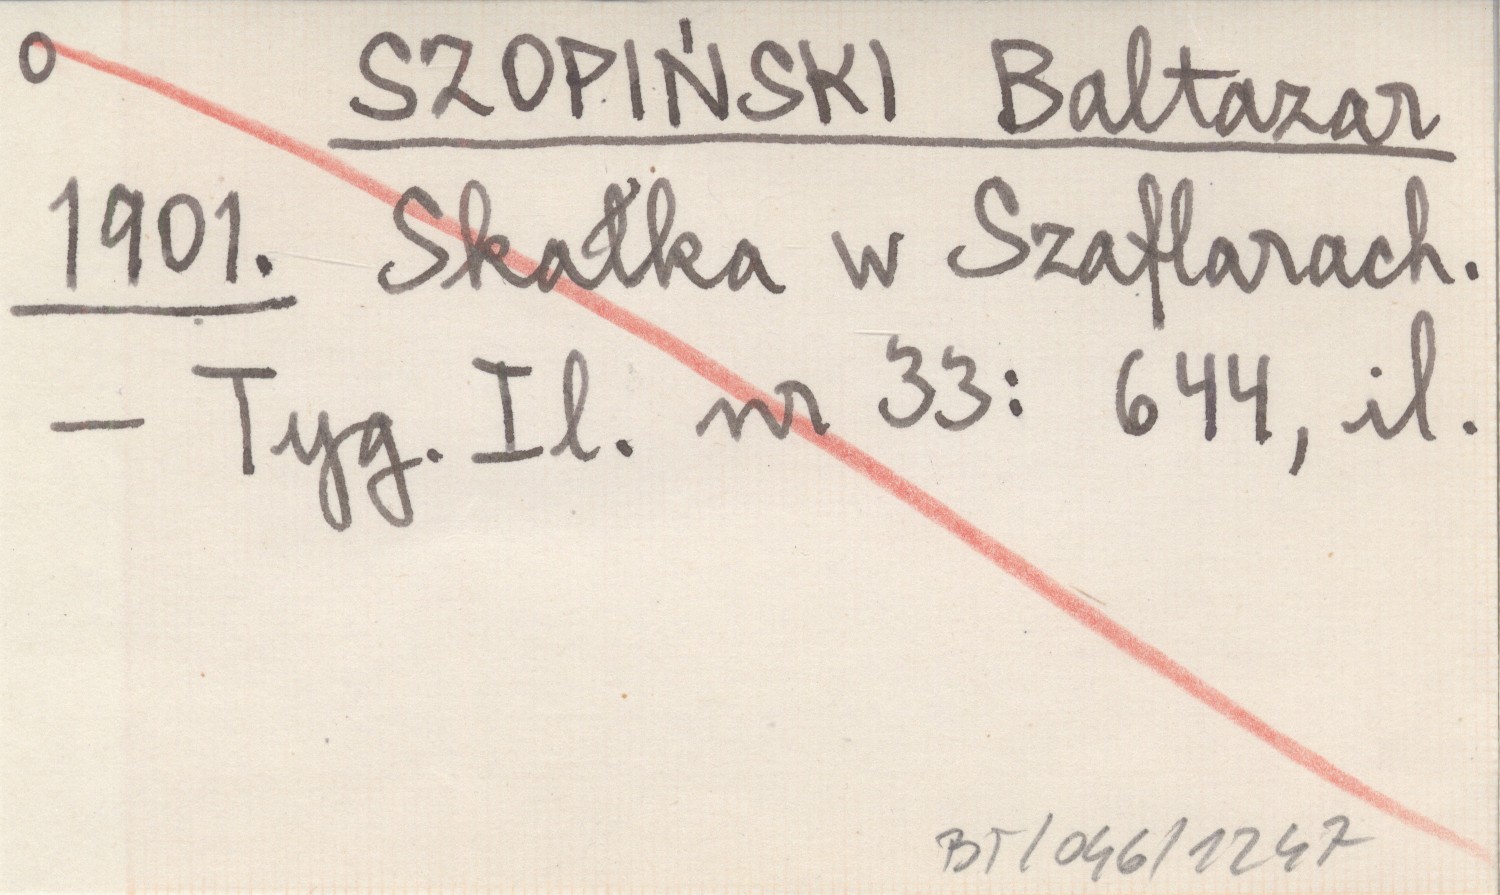 o SZOPIŃSKI Baltazar
1901. Skałka w Szaflarach.
— Tyg. Il. nr 33: 644, il.
BT/046/1247